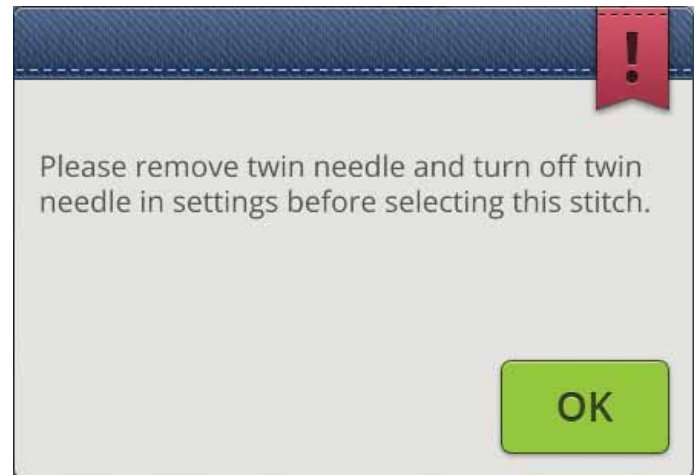 !
Please remove twin needle and turn off twin
needle in settings before selecting this stitch.
OK